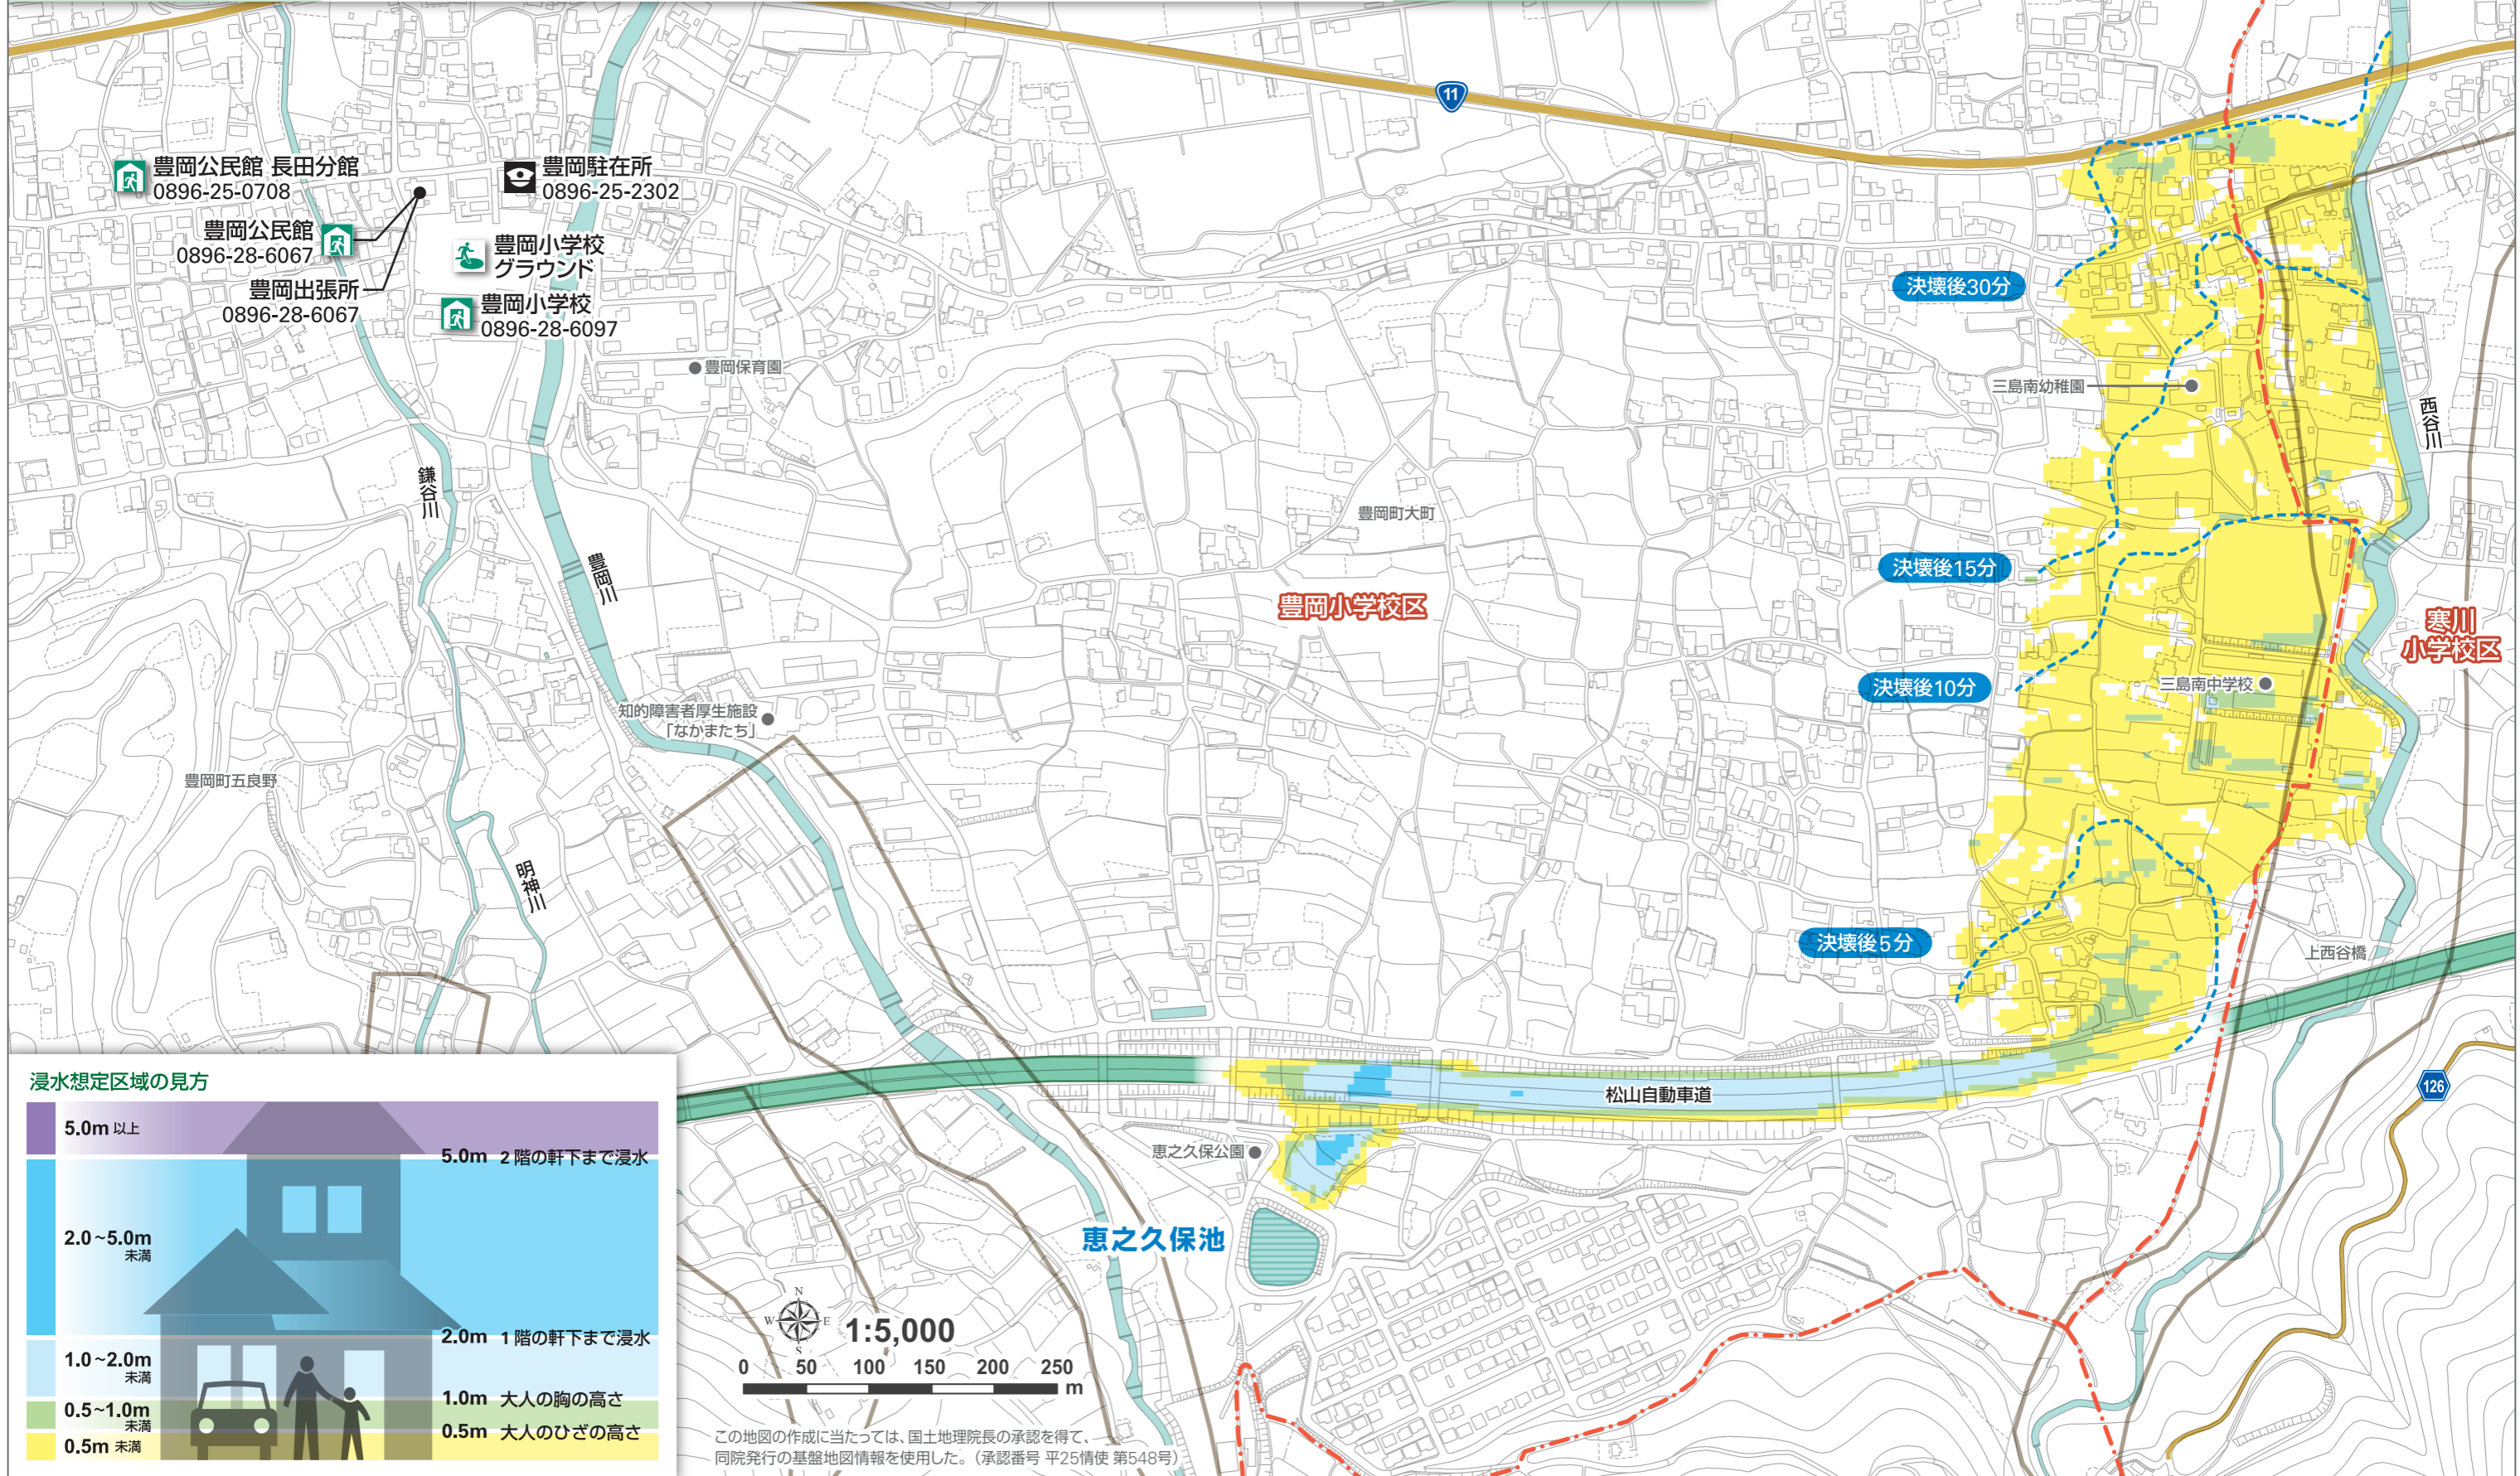 11
豊岡公民館 長田分館
0896-25-0708
豊岡駐在所
0896-25-2302
豊岡公民館
0896-28-6067
豊岡小学校
グラウンド
豊岡出張所
0896-28-6067
豊岡小学校
0896-28-6097
決壊後30分
豊岡保育園
三島南幼稚園
西谷川
鎌谷川
豊岡町大町
豊岡川
決壊後15分
豊岡小学校区
寒川
小学校区
決壊後10分
三島南中学校
知的障害者厚生施設
「なかまたち」
豊岡町五良野
明神川
決壊後5分
上西谷橋
松山自動車道
126
恵之久保公園
恵之久保池
浸水想定区域の見方
5.0m 以上
5.0m 2階の軒下まで浸水
2.0~5.0m
未満
2.0m 1階の軒下まで浸水
1.0~2.0m
未満
1.0m 大人の胸の高さ
0.5~1.0m
未満
0.5m 大人のひざの高さ
0.5m 未満
N
W E
S
1:5,000
0 50 100 150 200 250
m
この地図の作成に当たっては、国土地理院長の承認を得て、
同院発行の基盤地図情報を使用した。（承認番号 平25情使 第548号）